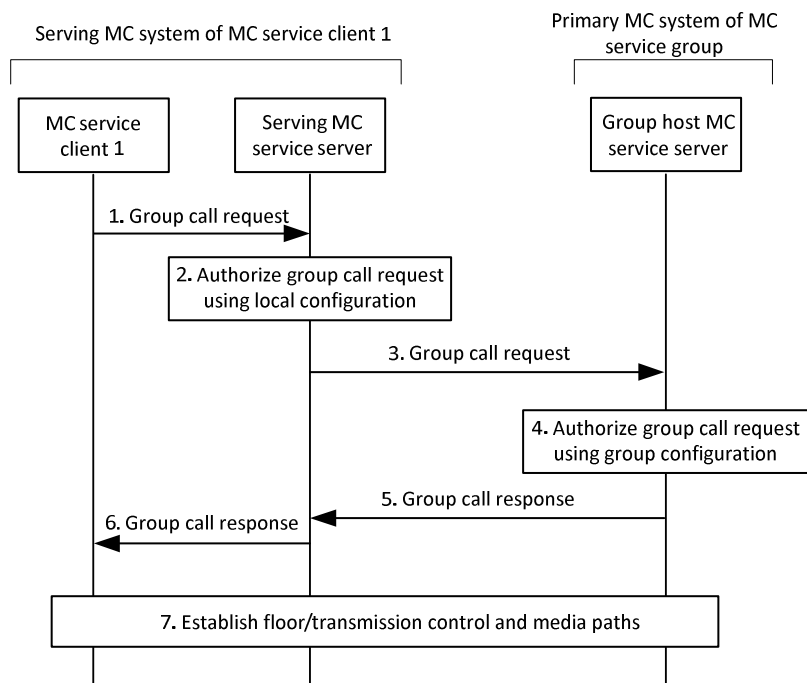 Serving MC system of MC service client 1
Primary MC system of MC
service group
MC service
client 1
Serving MC
service server
Group host MC
service server
1. Group call request
2. Authorize group call request
using local configuration
3. Group call request
4. Authorize group call request
using group configuration
5. Group call response
6. Group call response
7. Establish floor/transmission control and media paths